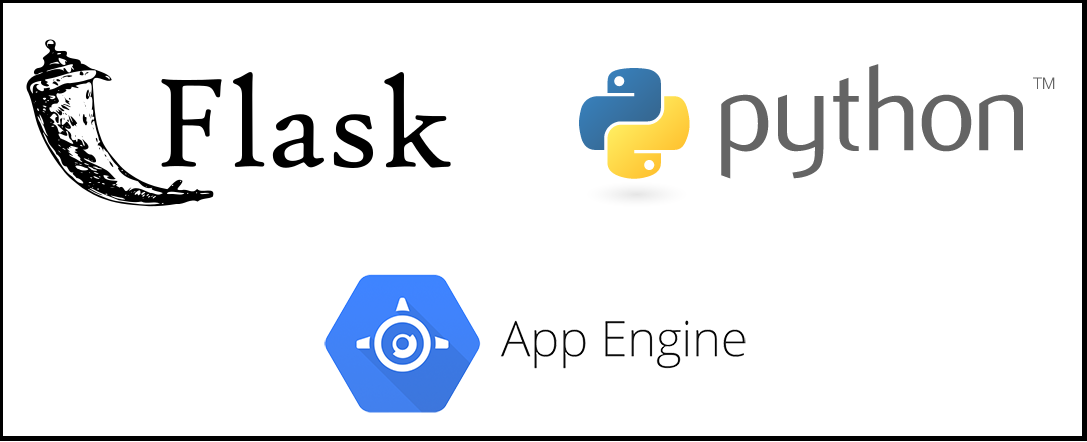 Flask
python™
App Engine